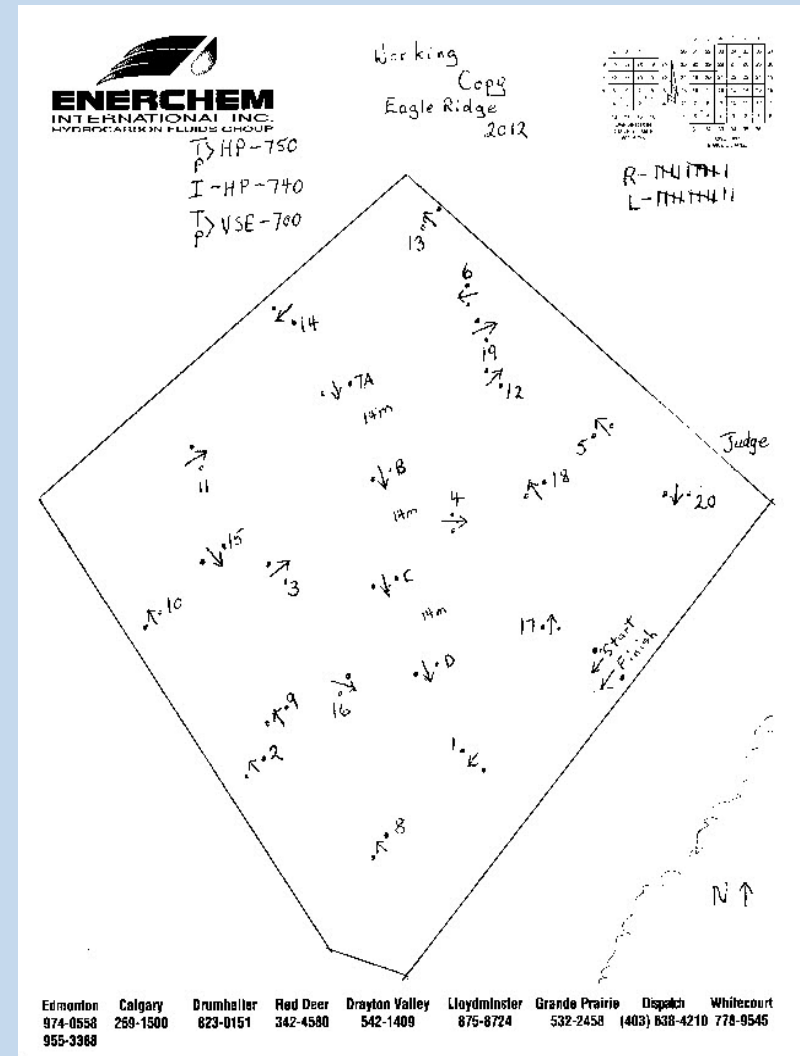 ENERCHEM
INTERNATIONAL INC.
HYDROCARBON FLUIDS GROUP
Working
Copy
Eagle Ridge
2012
T
P > HP-750
I - HP-740
T
P > VSE-700
R-
L-
13
6
19
14
12
7A
14m
5
Judge
B
18
11
4
20
14m
15
3
C
10
14m
17
Start
Finish
D
9
16
2
1
8
N ↑
Edmonton Calgary Drumheller Red Deer Drayton Valley Lloydminster Grande Prairie Dispatch Whitecourt
974-0558 269-1500 823-0151 342-4580 542-1409 875-8724 532-2458 (403) 638-4210 778-9545
955-3368